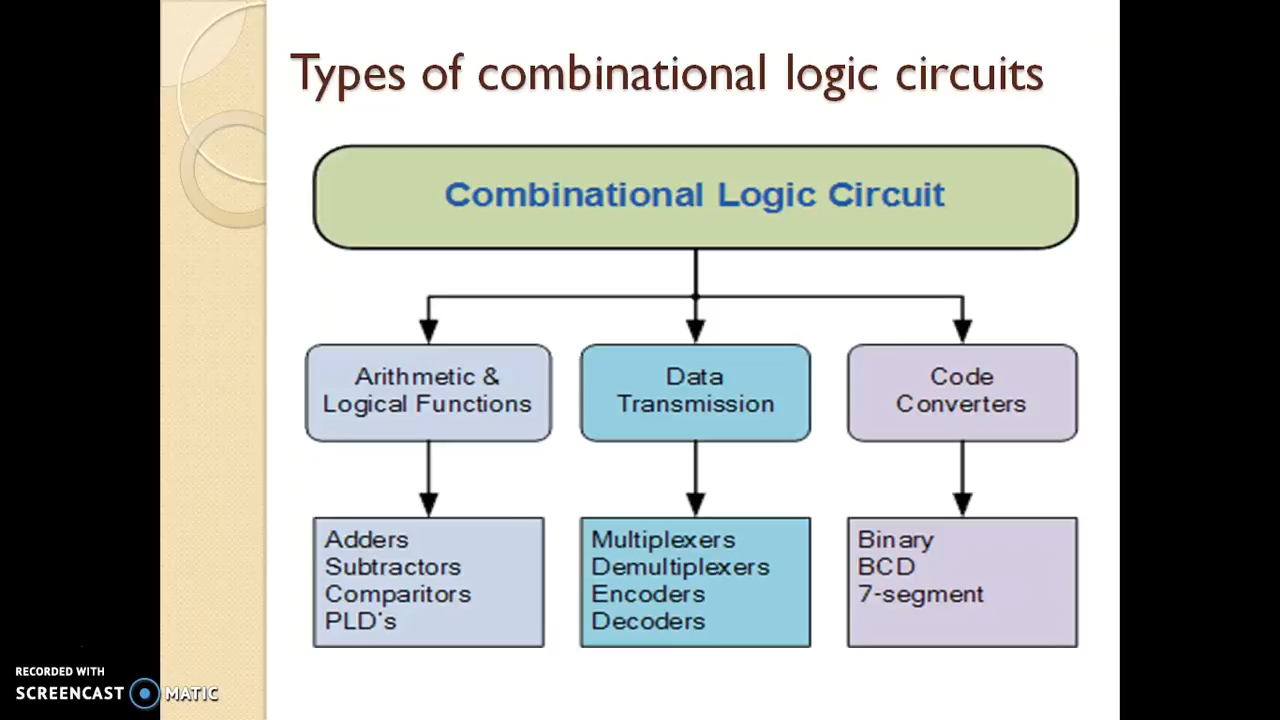 Types of combinational logic circuits
Combinational Logic Circuit
Arithmetic &
Logical Functions
Data
Transmission
Code
Converters
Adders
Subtractors
Comparitors
PLD's
Multiplexers
Demultiplexers
Encoders
Decoders
Binary
BCD
7-segment
RECORDED WITH
SCREENCAST MATIC